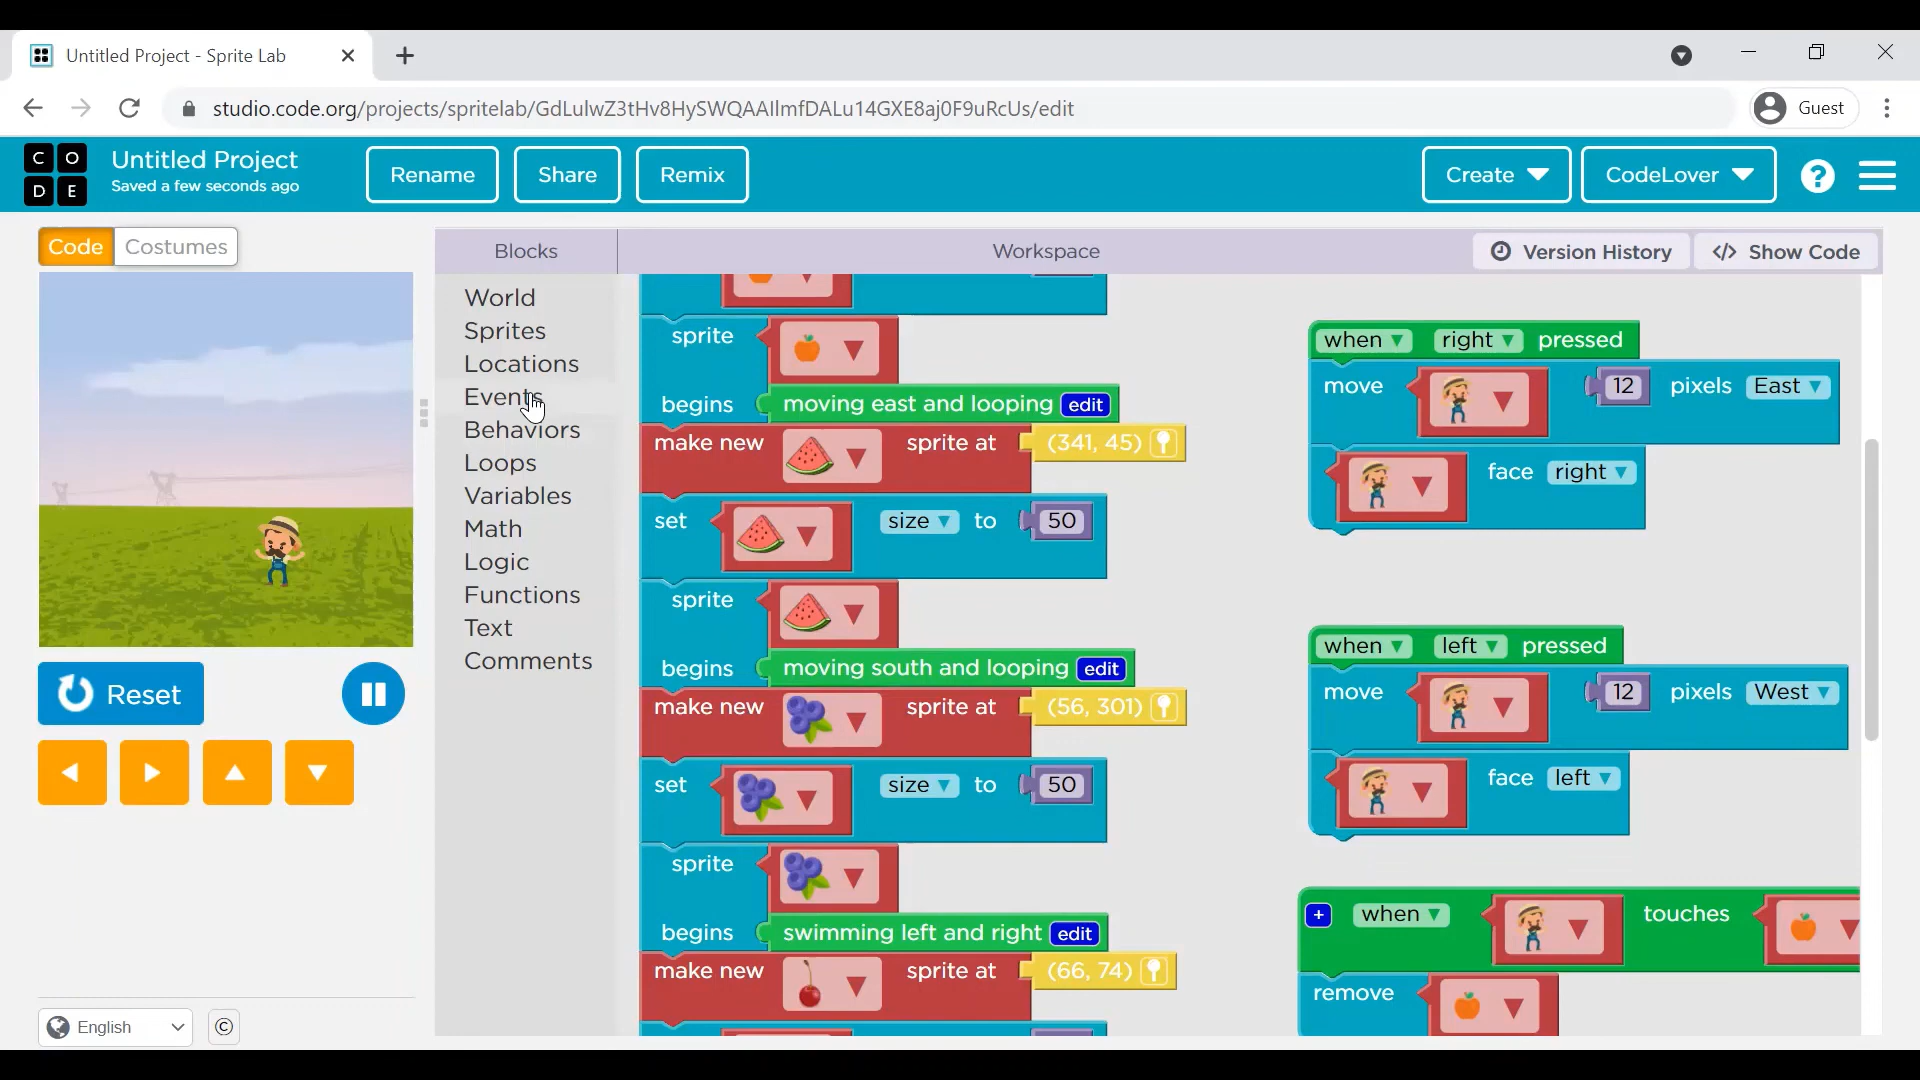 Untitled Project - Sprite Lab
studio.code.org/projects/spritelab/GdLulwZ3tHv8HySWQAAIlmfDALu14GXE8aj0F9uRcUs/edit
Guest
C O
D E
Untitled Project
Saved a few seconds ago
Rename
Share
Remix
Create
CodeLover
?
Code
Costumes
Blocks
Workspace
Version History
</> Show Code
World
Sprites
Locations
Events
Behaviors
Loops
Variables
Math
Logic
Functions
Text
Comments
sprite
begins moving east and looping edit
make new sprite at (341, 45)
set size to 50
sprite
begins moving south and looping edit
make new sprite at (56, 301)
set size to 50
sprite
begins swimming left and right edit
make new sprite at (66, 74)
when right pressed
move 12 pixels East
face right
when left pressed
move 12 pixels West
face left
+ when touches
remove
Reset
English
©